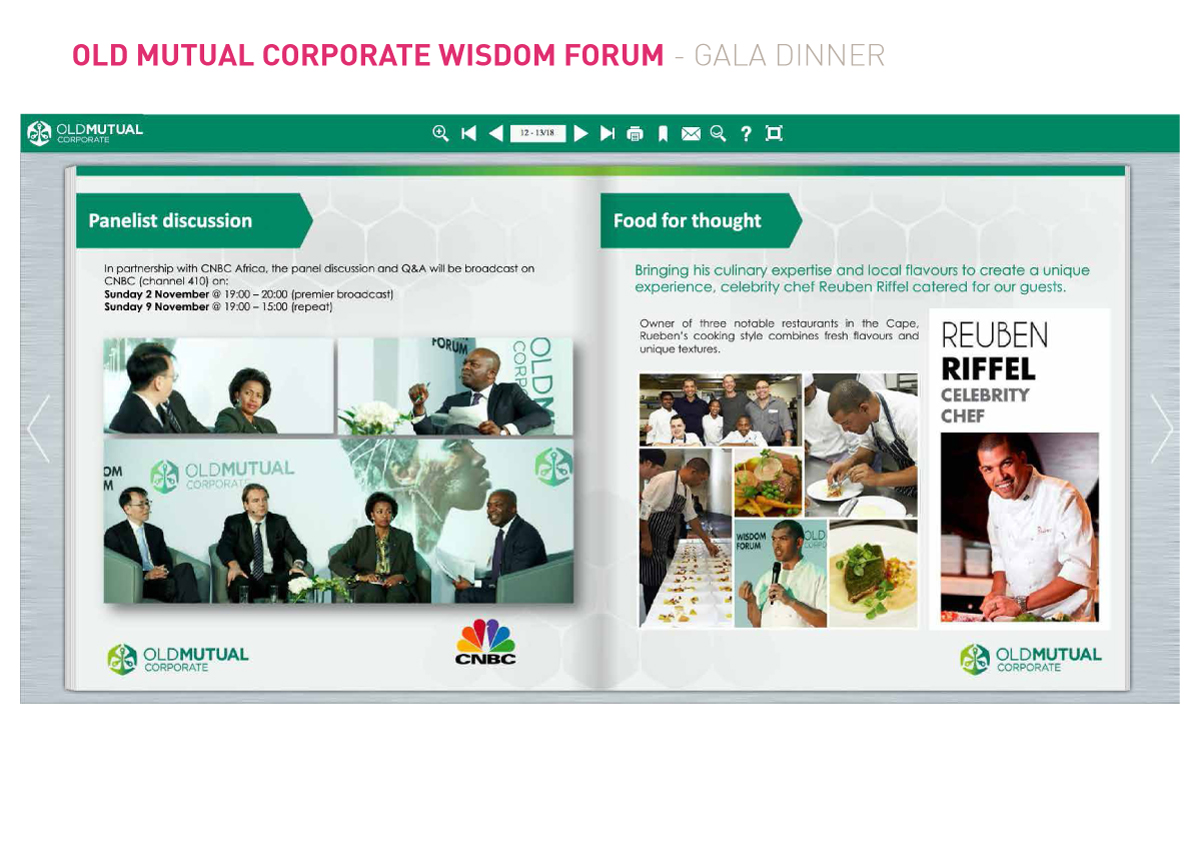 OLD MUTUAL CORPORATE WISDOM FORUM - GALA DINNER
OLDMUTUAL
CORPORATE
12 - 13/18
Panelist discussion
In partnership with CNBC Africa, the panel discussion and Q&A will be broadcast on
CNBC (channel 410) on:
Sunday 2 November @ 19:00 – 20:00 (premier broadcast)
Sunday 9 November @ 19:00 – 15:00 (repeat)
FORUM
OLDM
CORPOR
OM
M
OLDMUTUAL
CORPORATE
OLDMUTUAL
CORPORATE
CNBC
Food for thought
Bringing his culinary expertise and local flavours to create a unique
experience, celebrity chef Reuben Riffel catered for our guests.
Owner of three notable restaurants in the Cape,
Rueben's cooking style combines fresh flavours and
unique textures.
WISDOM
FORUM
OLD
CORPO
REUBEN
RIFFEL
CELEBRITY
CHEF
OLDMUTUAL
CORPORATE